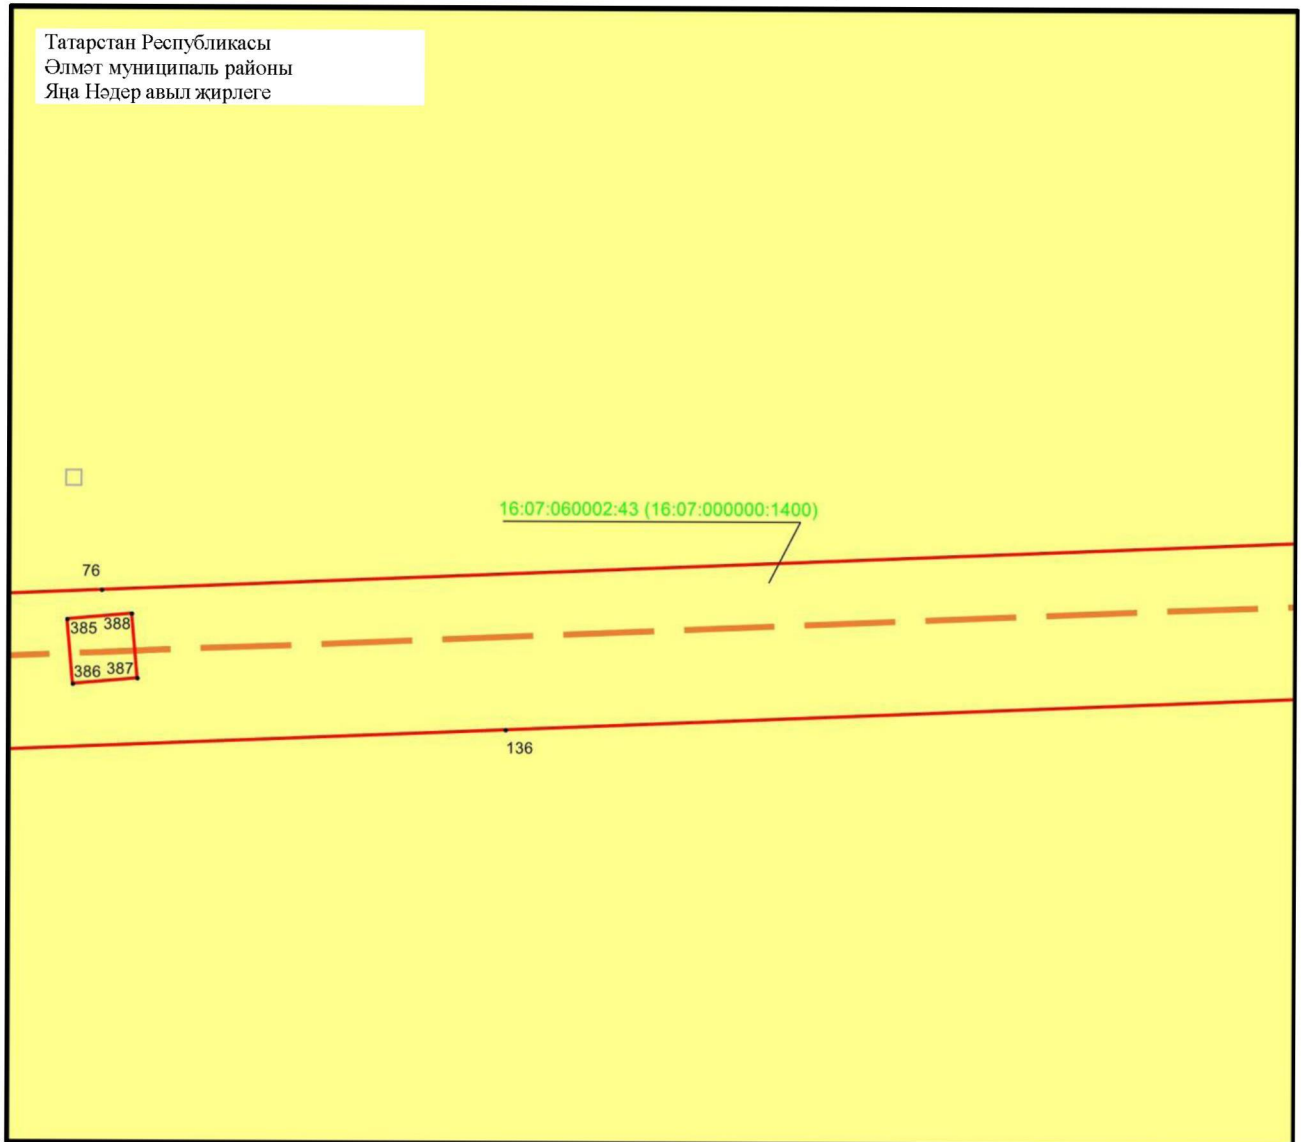 Татарстан Республикасы
Әлмәт муниципаль районы
Яңа Нәдер авыл җирлеге
16:07:060002:43 (16:07:000000:1400)
76
385 388
386 387
136